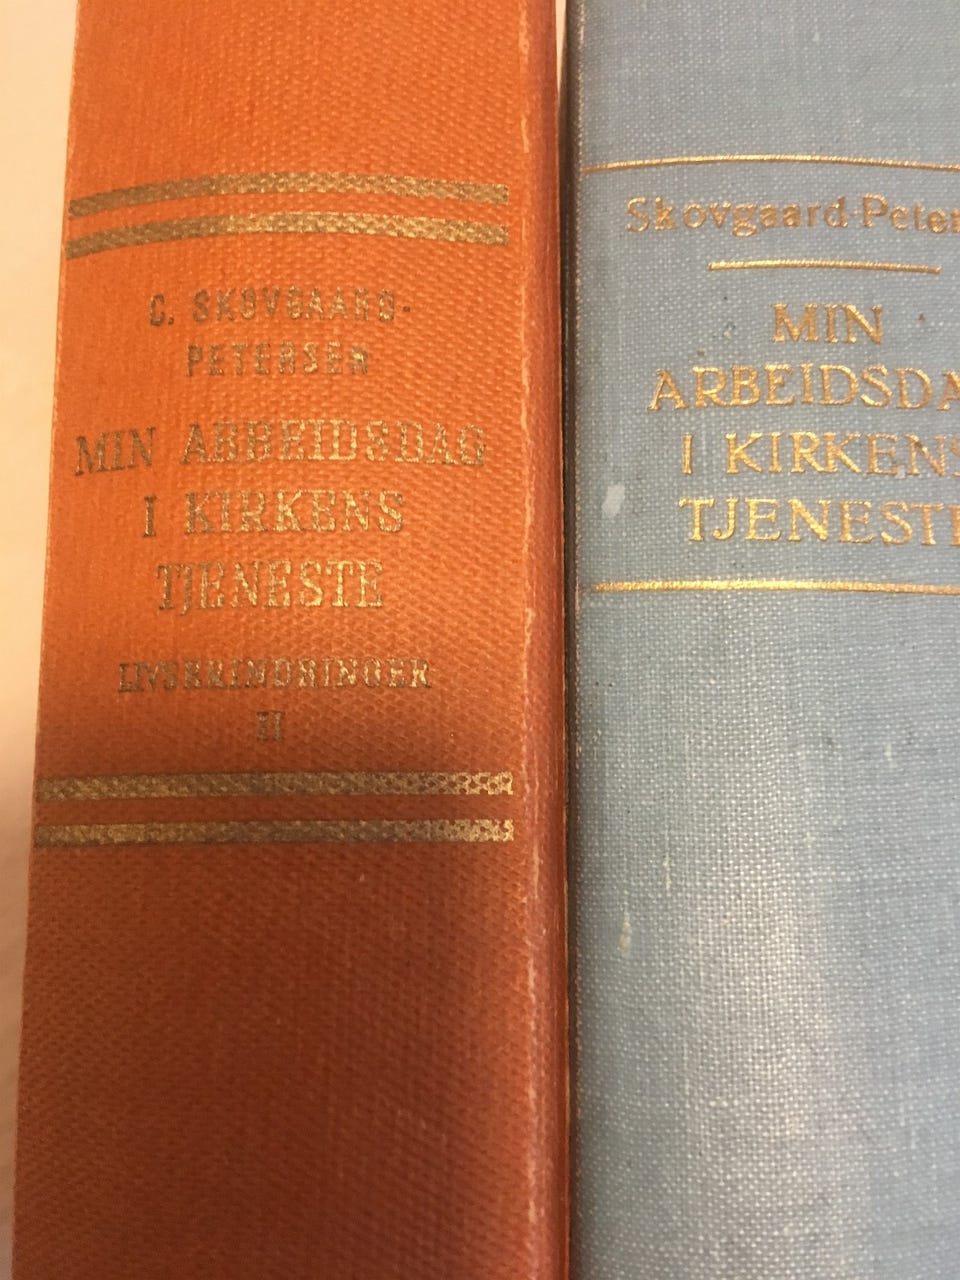 C. SKOVGAARD-
PETERSEN
MIN ARBEIDSDAG
I KIRKENS
TJENESTE
LIVSERINDRINGER
II
Skovgaard-Peter
MIN
ARBEIDSDA
I KIRKENS
TJENESTE